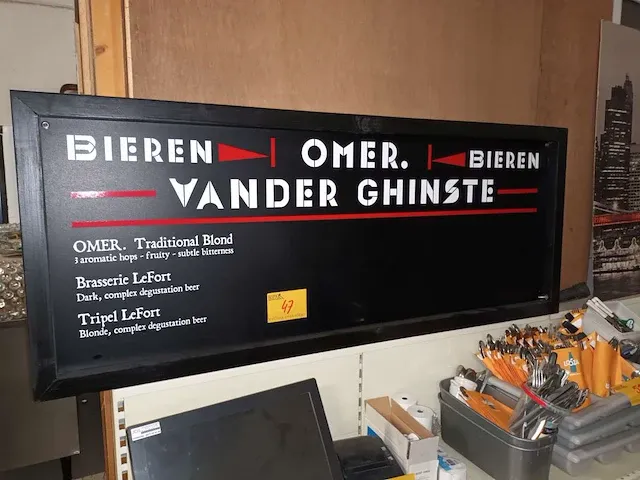 BIEREN OMER. BIEREN
VANDER GHINSTE
OMER. Traditional Blond
3 aromatic hops - fruity - subtle bitterness
Brasserie LeFort
Dark, complex degustation beer
Tripel LeFort
Blonde, complex degustation beer
47